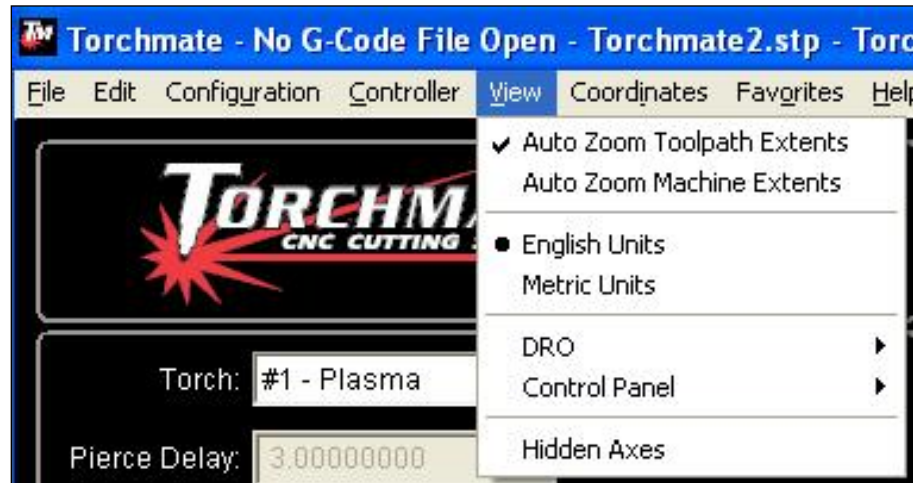 Torchmate - No G-Code File Open - Torchmate2.stp -
File Edit Configuration Controller View Coordinates Favorites Help
Auto Zoom Toolpath Extents
Auto Zoom Machine Extents
English Units
Metric Units
DRO
Control Panel
Hidden Axes
CNC CUTTING
Torch: #1 - Plasma
Pierce Delay: 3.00000000